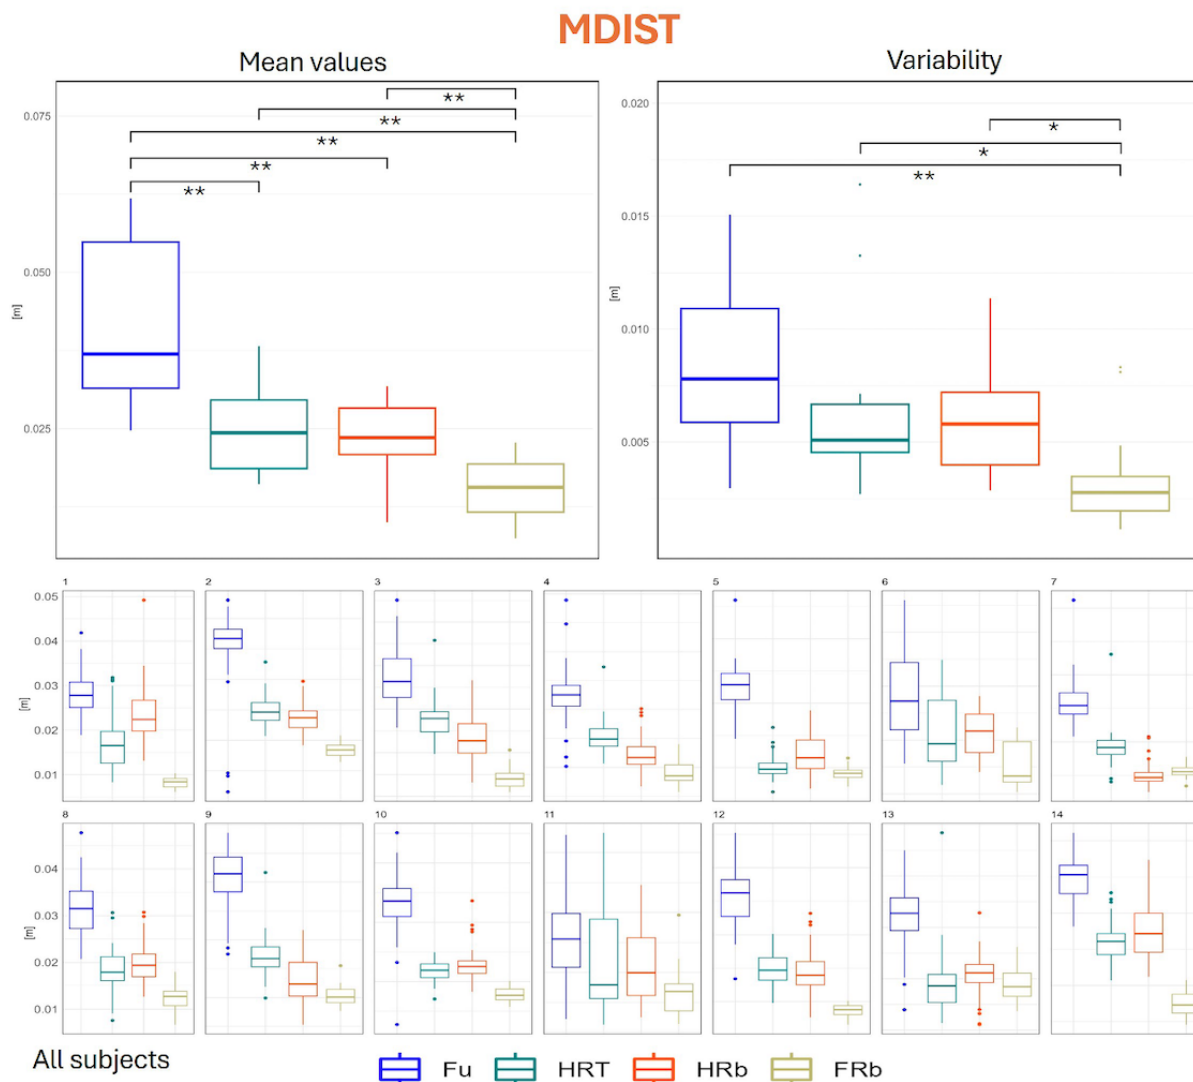 MDIST
Mean values
Variability
** 
**
**
**
**
*
*
**
0.075
0.050
0.025
[m]
0.020
0.015
0.010
0.005
[m]
1 2 3 4 5 6 7
0.05
0.04
0.03
0.02
0.01
[m]
8 9 10 11 12 13 14
0.04
0.03
0.02
0.01
[m]
All subjects
Fu HRT HRb FRb